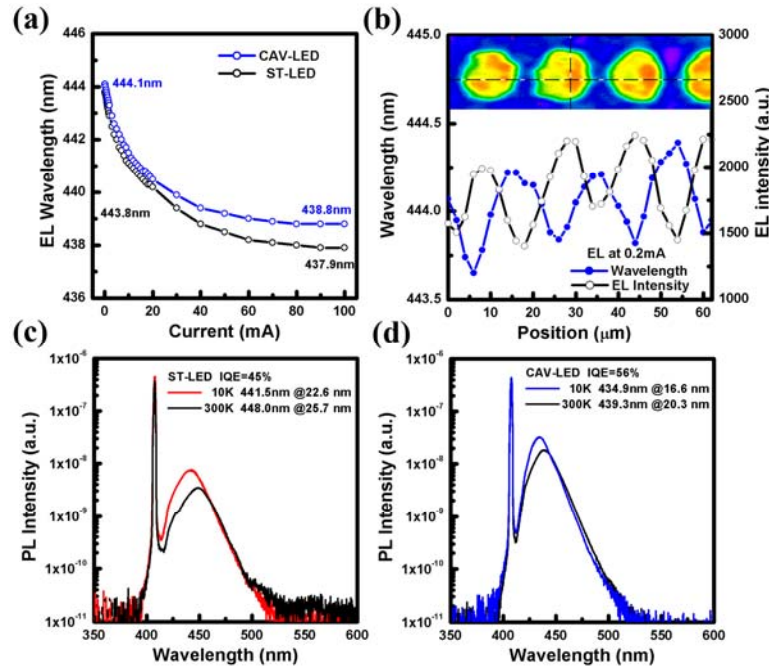 (a)
446
444
442
440
438
436
EL Wavelength (nm)
CAV-LED
ST-LED
444.1nm
443.8nm
438.8nm
437.9nm
0
20
40
60
80
100
Current (mA)
(b)
445.0
444.5
444.0
443.5
Wavelength (nm)
3000
2800
2500
2200
2000
1800
1500
1200
1000
EL intensity (a.u.)
EL at 0.2mA
Wavelength
EL Intensity
0
10
20
30
40
50
60
Position (μm)
(c)
1x10-6
1x10-7
1x10-8
1x10-9
1x10-10
1x10-11
PL Intensity (a.u.)
ST-LED IQE=45%
10K 441.5nm @22.6 nm
300K 448.0nm @25.7 nm
350
400
450
500
550
600
Wavelength (nm)
(d)
1x10-6
1x10-7
1x10-8
1x10-9
1x10-10
1x10-11
PL Intensity (a.u.)
CAV-LED IQE=56%
10K 434.9nm @16.6 nm
300K 439.3nm @20.3 nm
350
400
450
500
550
600
Wavelength (nm)